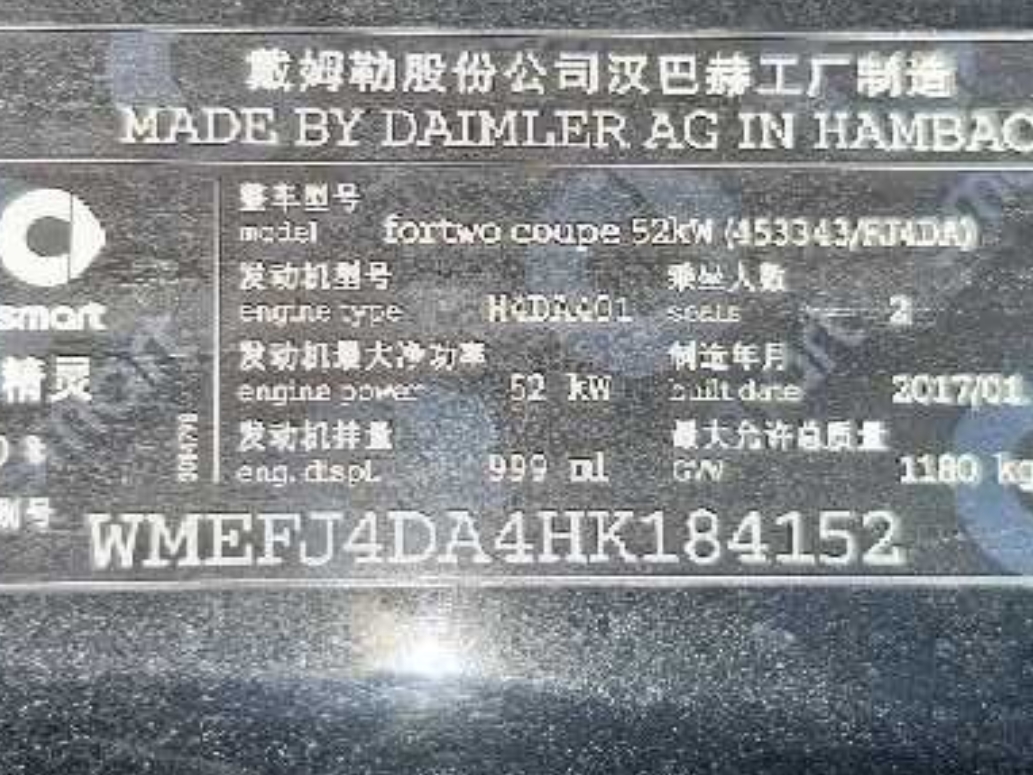 戴姆勒股份公司汉巴赫工厂制造
MADE BY DAIMLER AG IN HAMBAC
smart
精灵
整车型号
model fortwo coupe 52kW (453343/FJ4DA)
发动机型号 乘坐人数
engine type H4DA401 seats 2
发动机最大净功率 制造年月
engine power 52 kW built date 2017/01
发动机排量 最大允许总质量
eng. displ. 999 ml GVW 1180 kg
号
WMEFJ4DA4HK184152